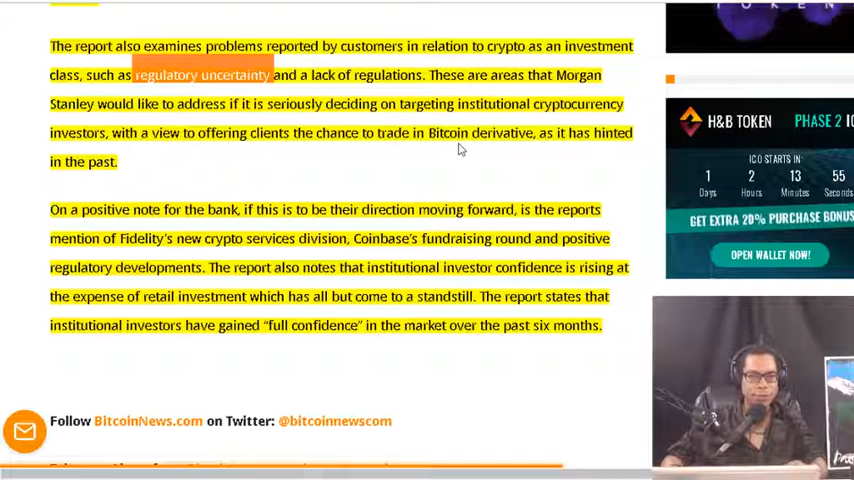 The report also examines problems reported by customers in relation to crypto as an investment
class, such as regulatory uncertainty and a lack of regulations. These are areas that Morgan
Stanley would like to address if it is seriously deciding on targeting institutional cryptocurrency
investors, with a view to offering clients the chance to trade in Bitcoin derivative, as it has hinted
in the past.
On a positive note for the bank, if this is to be their direction moving forward, is the reports
mention of Fidelity's new crypto services division, Coinbase's fundraising round and positive
regulatory developments. The report also notes that institutional investor confidence is rising at
the expense of retail investment which has all but come to a standstill. The report states that
institutional investors have gained "full confidence" in the market over the past six months.
Follow BitcoinNews.com on Twitter: @bitcoinnewscom
TOKEN
H&B TOKEN PHASE 2
ICO STARTS IN
1 2 13 55
Days Hours Minutes Seconds
GET EXTRA 20% PURCHASE BONUS
OPEN WALLET NOW!